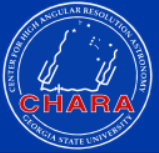 CENTER FOR HIGH ANGULAR RESOLUTION ASTRONOMY
CHARA
GEORGIA STATE UNIVERSITY